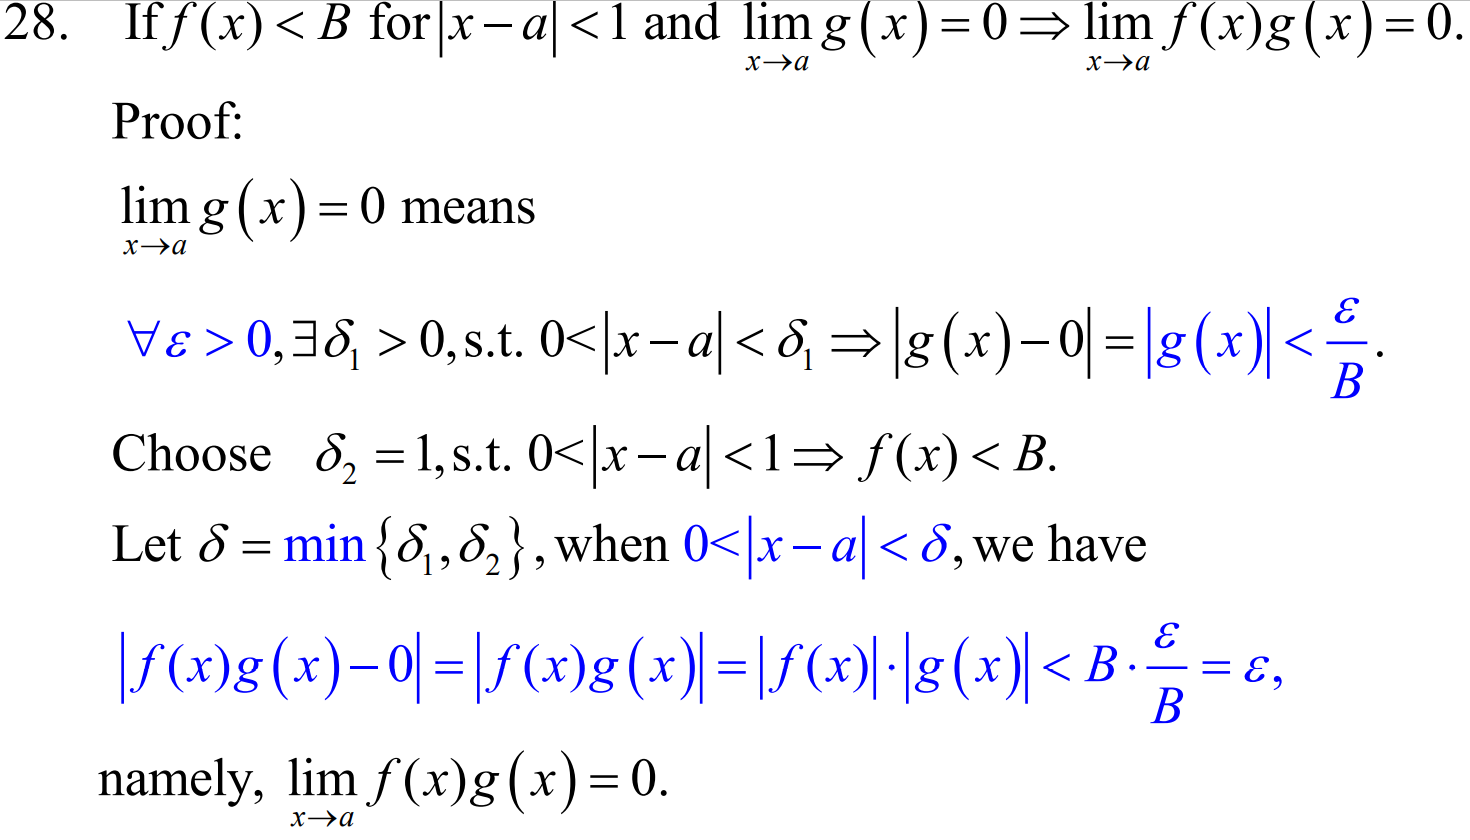 28. If f(x) < B for |x − a| < 1 and lim_{x→a} g(x) = 0 ⇒ lim_{x→a} f(x)g(x) = 0.
Proof:
lim_{x→a} g(x) = 0 means
∀ε > 0, ∃δ₁ > 0, s.t. 0<|x − a| < δ₁ ⇒ |g(x) − 0| = |g(x)| < ε/B.
Choose δ₂ = 1, s.t. 0<|x − a| < 1 ⇒ f(x) < B.
Let δ = min{δ₁, δ₂}, when 0<|x − a| < δ, we have
|f(x)g(x) − 0| = |f(x)g(x)| = |f(x)|·|g(x)| < B · ε/B = ε,
namely, lim_{x→a} f(x)g(x) = 0.